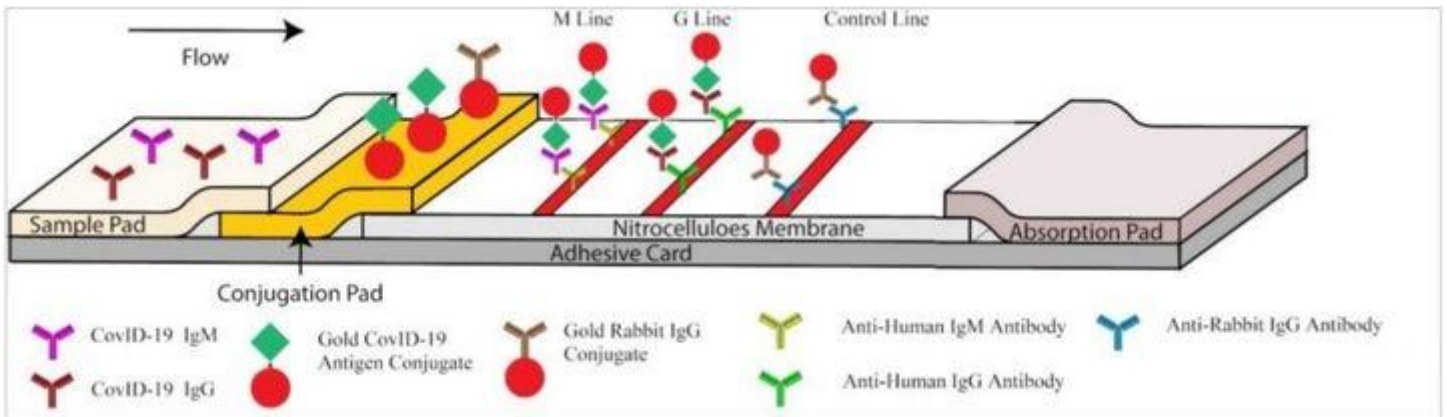 M Line
G Line
Control Line
Flow
Sample Pad
Nitrocelluloes Membrane
Absorption Pad
Adhesive Card
Conjugation Pad
CovID-19 IgM
Gold CovID-19
Antigen Conjugate
Gold Rabbit IgG
Conjugate
Anti-Human IgM Antibody
Anti-Rabbit IgG Antibody
CovID-19 IgG
Anti-Human IgG Antibody